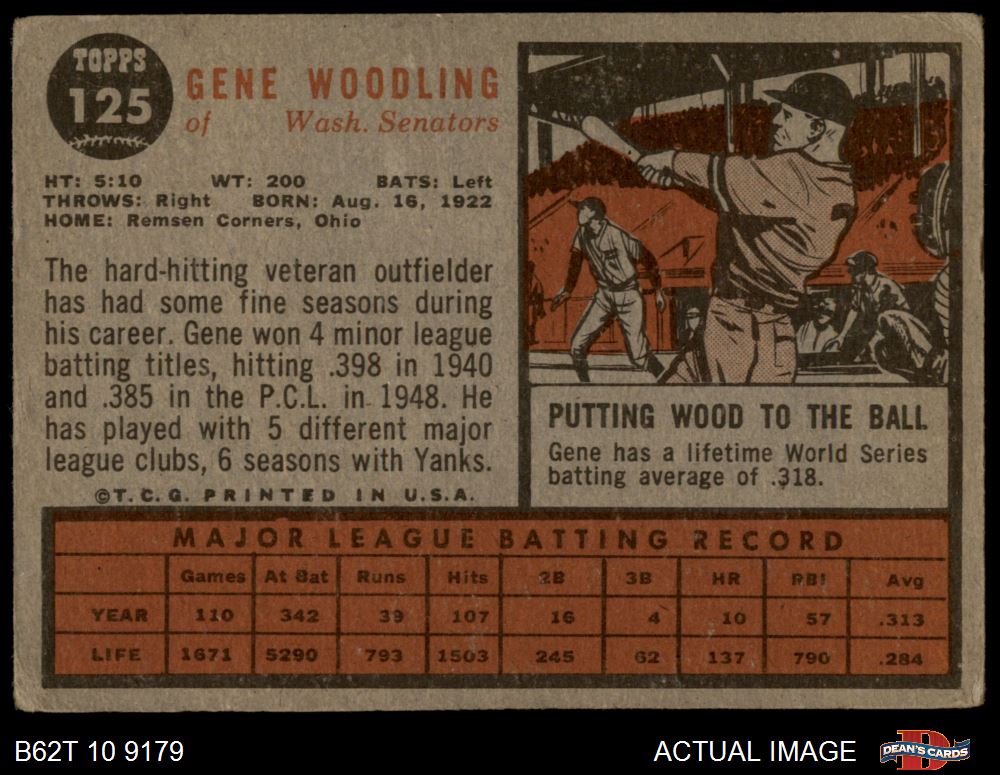 TOPPS
125
GENE WOODLING
of Wash. Senators
HT: 5:10 WT: 200 BATS: Left
THROWS: Right BORN: Aug. 16, 1922
HOME: Remsen Corners, Ohio
The hard-hitting veteran outfielder
has had some fine seasons during
his career. Gene won 4 minor league
batting titles, hitting .398 in 1940
and .385 in the P.C.L. in 1948. He
has played with 5 different major
league clubs, 6 seasons with Yanks.
©T.C.G. PRINTED IN U.S.A.
PUTTING WOOD TO THE BALL
Gene has a lifetime World Series
batting average of .318.
MAJOR LEAGUE BATTING RECORD
Games At Bat Runs Hits 2B 3B HR RBI Avg
YEAR 110 342 39 107 16 4 10 57 .313
LIFE 1671 5290 793 1503 245 62 137 790 .284
B62T 10 9179
ACTUAL IMAGE
D
DEAN'S CARDS